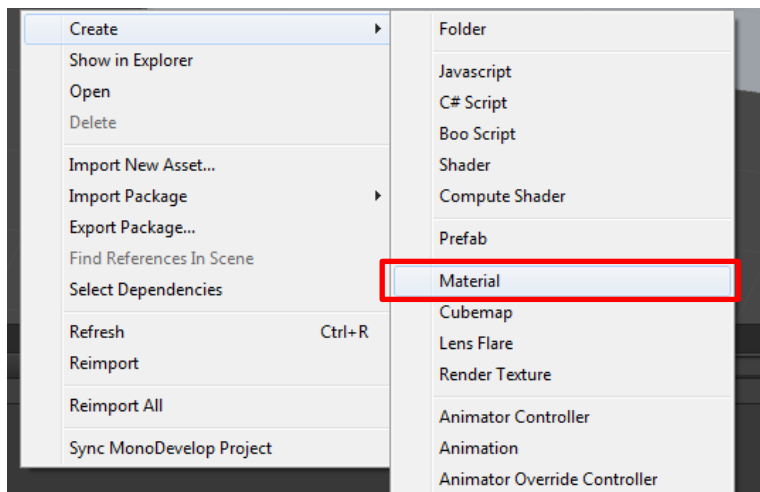 Create
Show in Explorer
Open
Delete
Import New Asset...
Import Package
Export Package...
Find References In Scene
Select Dependencies
Refresh Ctrl+R
Reimport
Reimport All
Sync MonoDevelop Project
Folder
Javascript
C# Script
Boo Script
Shader
Compute Shader
Prefab
Material
Cubemap
Lens Flare
Render Texture
Animator Controller
Animation
Animator Override Controller